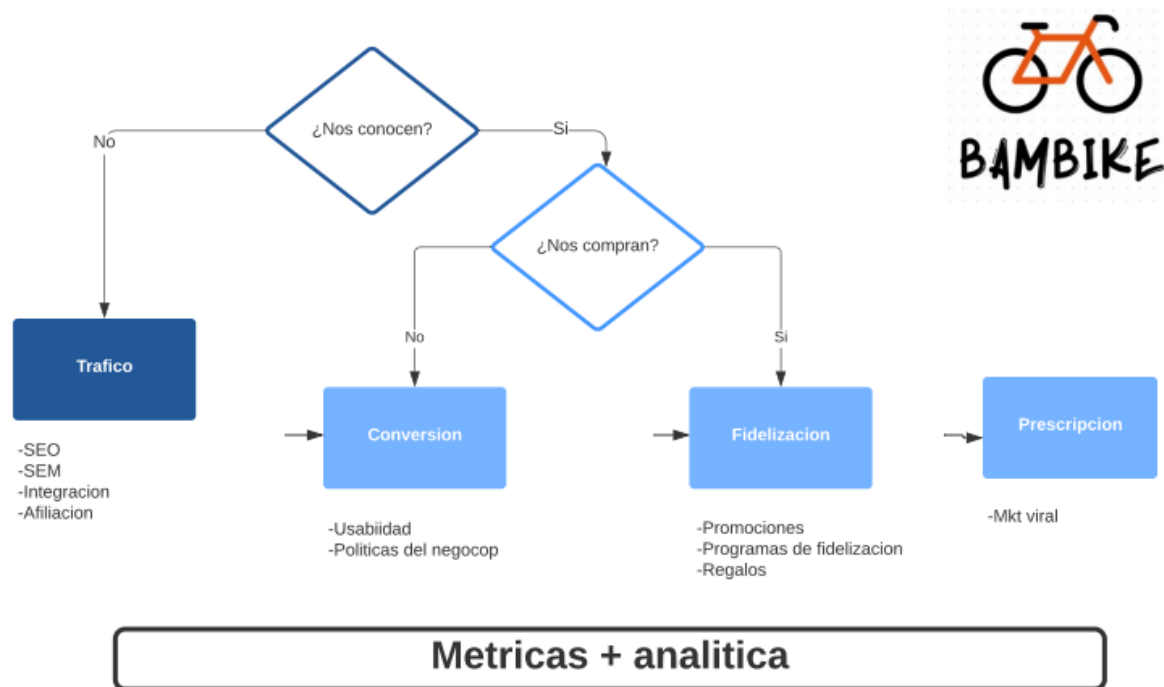 BAMBIKE
¿Nos conocen?
No
Si
¿Nos compran?
No
Si
Trafico
-SEO
-SEM
-Integracion
-Afiliacion
Conversion
-Usabiidad
-Politicas del negocop
Fidelizacion
-Promociones
-Programas de fidelizacion
-Regalos
Prescripcion
-Mkt viral
Metricas + analitica